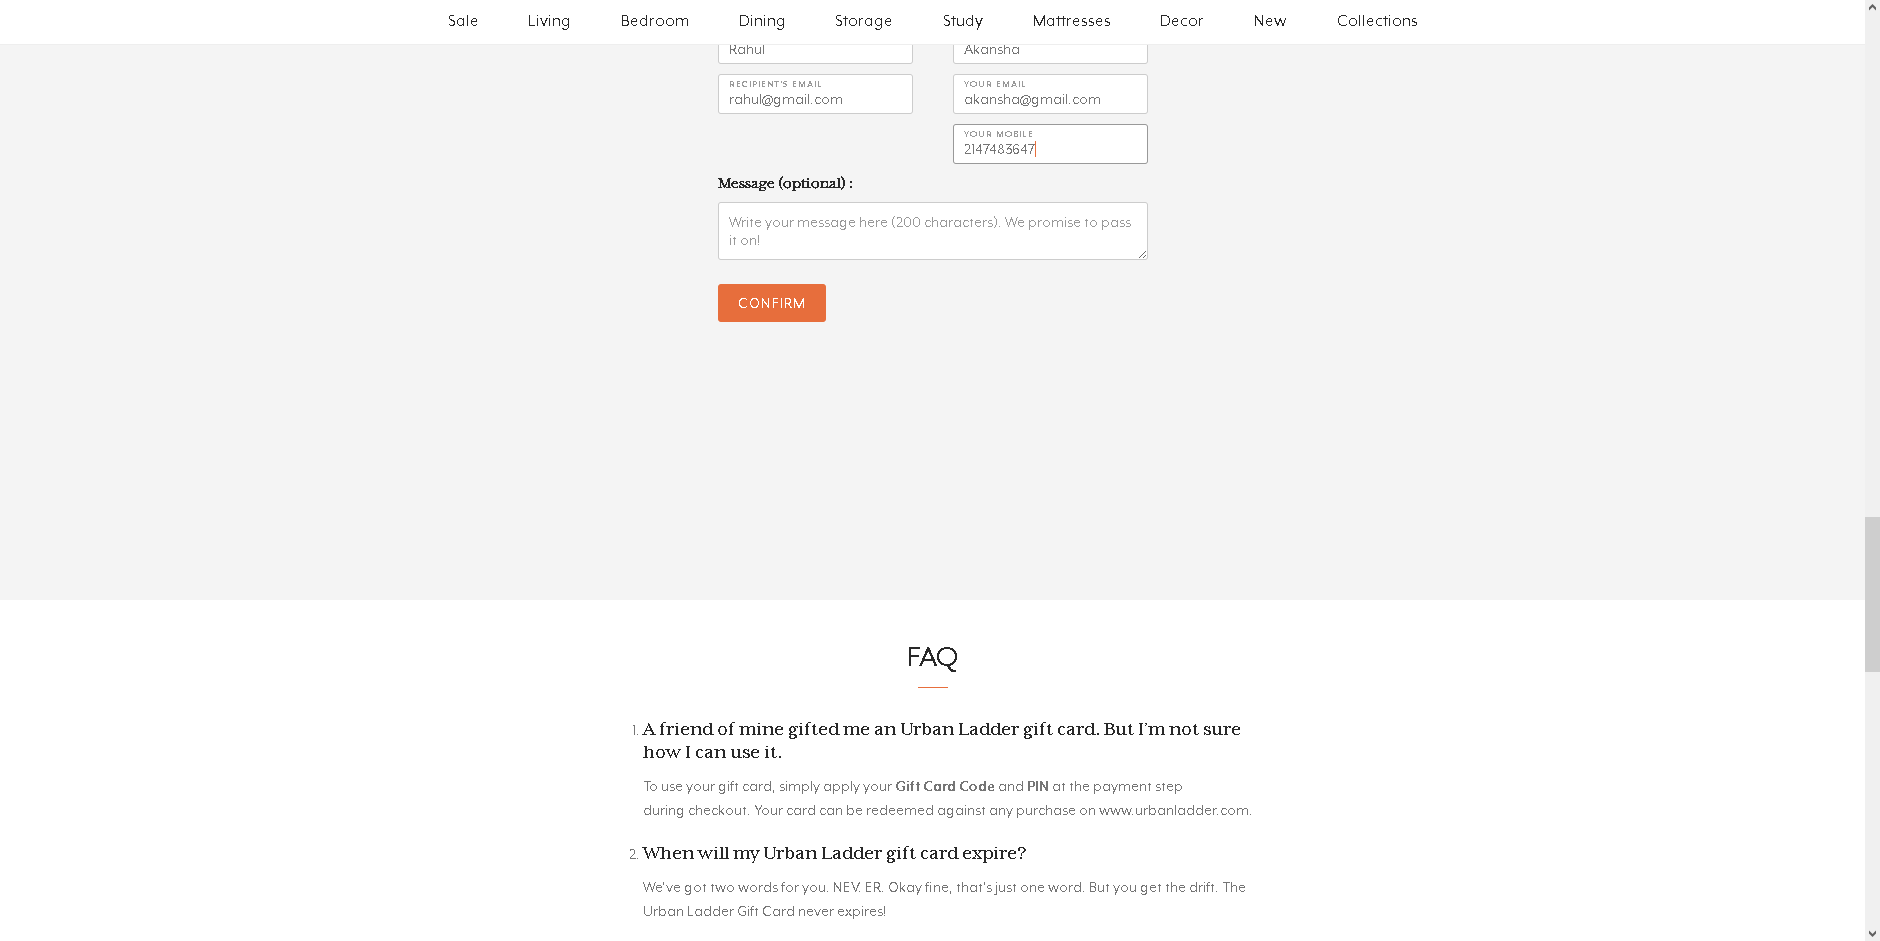 Sale Living Bedroom Dining Storage Study Mattresses Decor New Collections
Rahul Akansha
RECIPIENT'S EMAIL YOUR EMAIL
rahul@gmail.com akansha@gmail.com
YOUR MOBILE
2147483647
Message (optional) :
Write your message here (200 characters). We promise to pass
it on!
CONFIRM
FAQ
1. A friend of mine gifted me an Urban Ladder gift card. But I'm not sure
how I can use it.
To use your gift card, simply apply your Gift Card Code and PIN at the payment step
during checkout. Your card can be redeemed against any purchase on www.urbanladder.com.
2. When will my Urban Ladder gift card expire?
We've got two words for you. NEV. ER. Okay fine, that's just one word. But you get the drift. The
Urban Ladder Gift Card never expires!